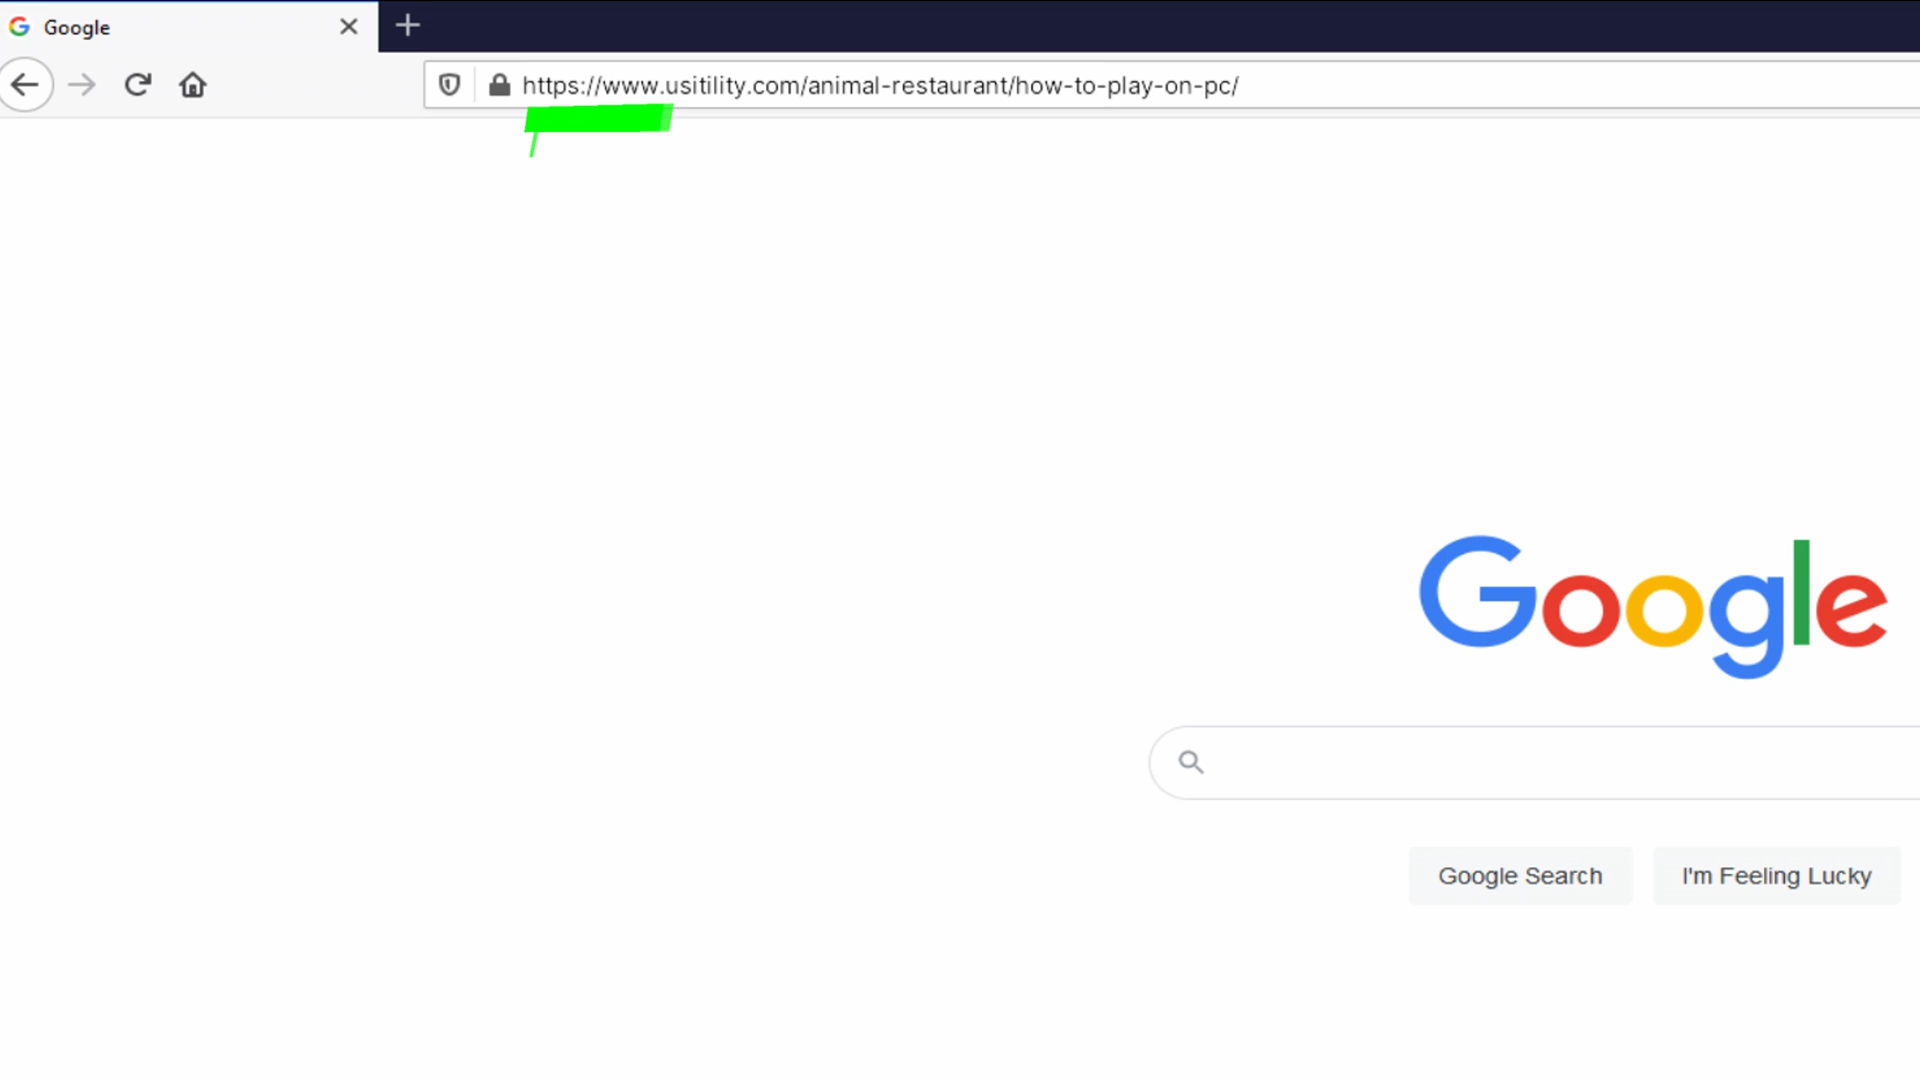 Google
https://www.usitility.com/animal-restaurant/how-to-play-on-pc/
Google
Google Search
I'm Feeling Lucky